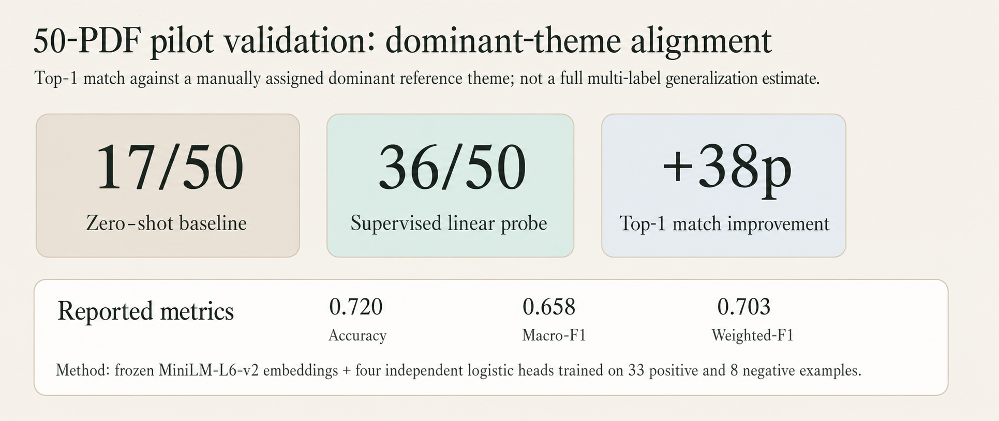 50-PDF pilot validation: dominant-theme alignment
Top-1 match against a manually assigned dominant reference theme; not a full multi-label generalization estimate.
17/50
Zero-shot baseline
36/50
Supervised linear probe
+38p
Top-1 match improvement
Reported metrics
0.720
Accuracy
0.658
Macro-F1
0.703
Weighted-F1
Method: frozen MiniLM-L6-v2 embeddings + four independent logistic heads trained on 33 positive and 8 negative examples.